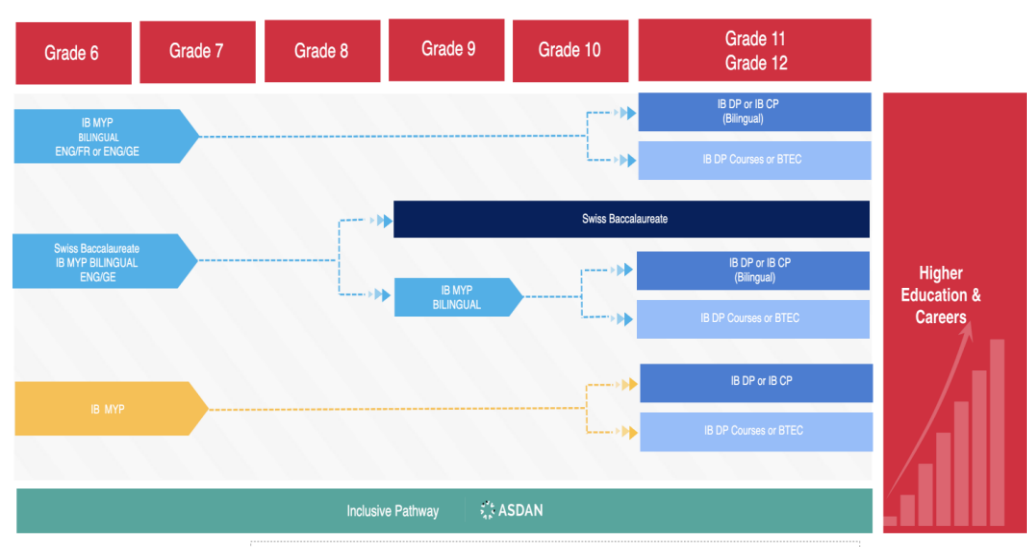 Grade 6
Grade 7
Grade 8
Grade 9
Grade 10
Grade 11
Grade 12
IB MYP
BILINGUAL
ENG/FR or ENG/GE
IB DP or IB CP
(Bilingual)
IB DP Courses or BTEC
Swiss Baccalaureate
Swiss Baccalaureate
IB MYP BILINGUAL
ENG/GE
IB MYP
BILINGUAL
IB DP or IB CP
(Bilingual)
IB DP Courses or BTEC
IB MYP
IB DP or IB CP
IB DP Courses or BTEC
Higher
Education &
Careers
Inclusive Pathway
ASDAN